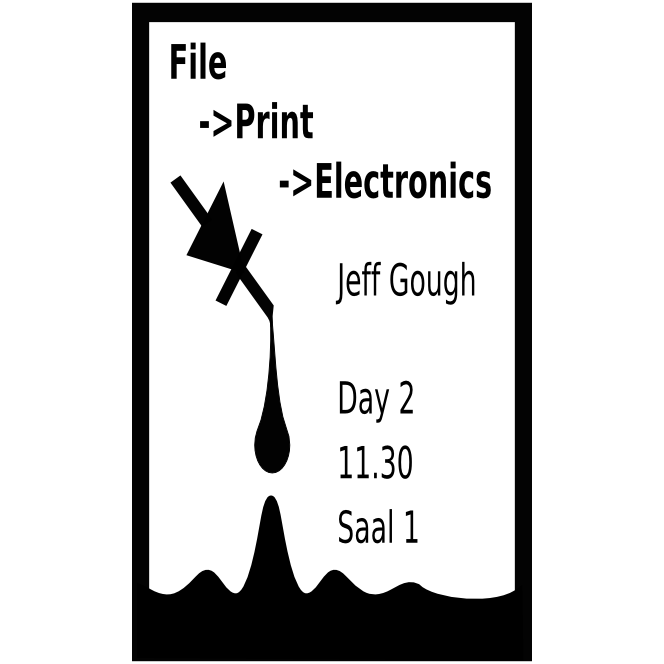 File
->Print
->Electronics
Jeff Gough
Day 2
11.30
Saal 1